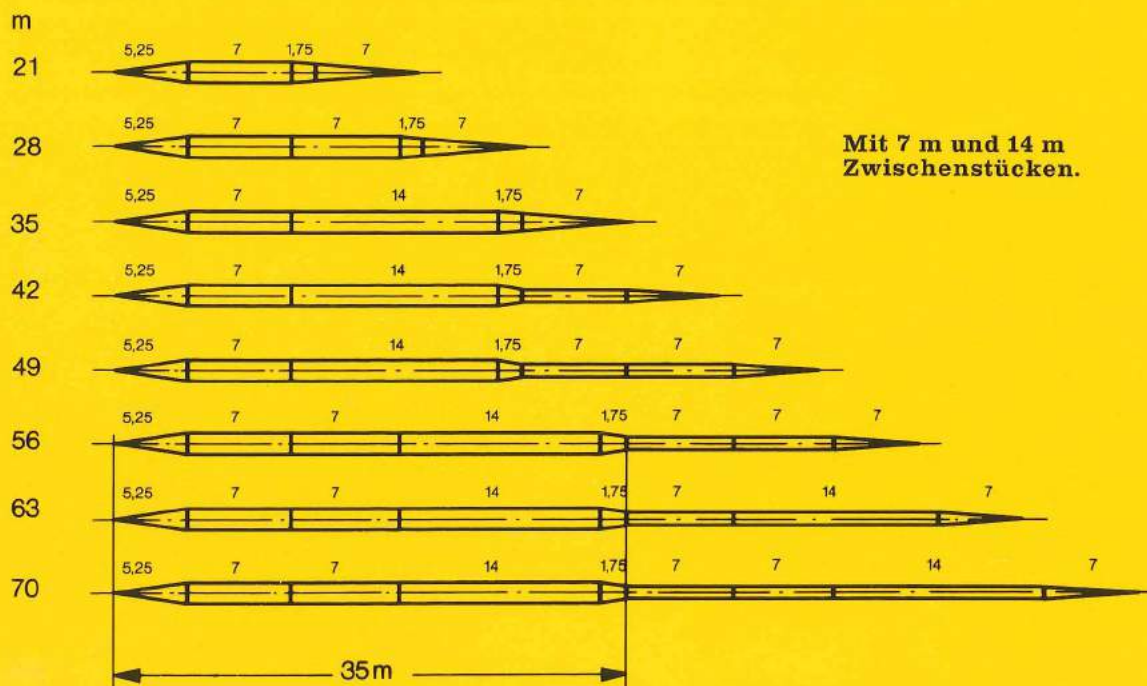 m
5,25 7 1,75 7
21
5,25 7 7 1,75 7
28
Mit 7 m und 14 m
Zwischenstücken.
5,25 7 14 1,75 7
35
5,25 7 14 1,75 7 7
42
5,25 7 14 1,75 7 7 7
49
5,25 7 7 14 1,75 7 7 7
56
5,25 7 7 14 1,75 7 14 7
63
5,25 7 7 14 1,75 7 7 14 7
70
35 m